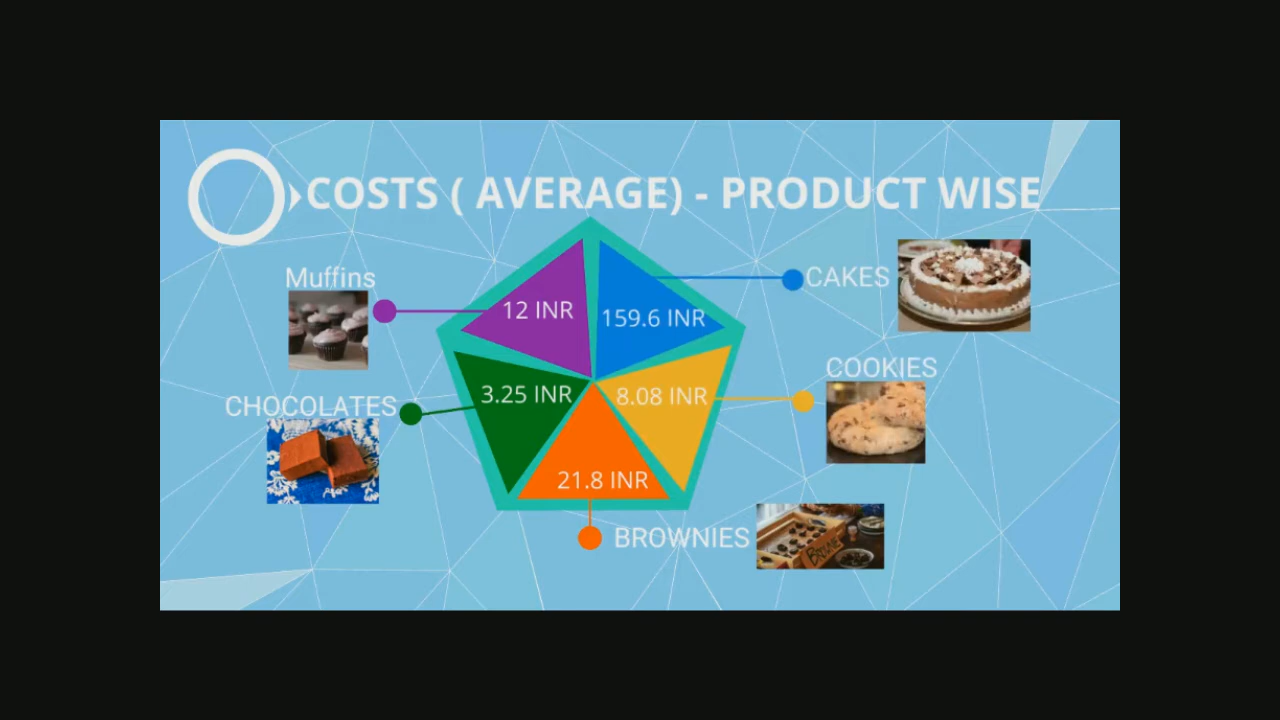 COSTS ( AVERAGE) - PRODUCT WISE
Muffins
CAKES
12 INR
159.6 INR
COOKIES
CHOCOLATES
3.25 INR
8.08 INR
21.8 INR
BROWNIES